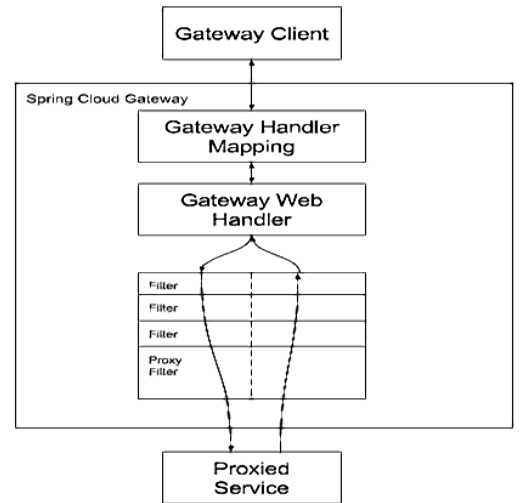 Gateway Client
Spring Cloud Gateway
Gateway Handler
Mapping
Gateway Web
Handler
Filter
Filter
Filter
Proxy
Filter
Proxied
Service